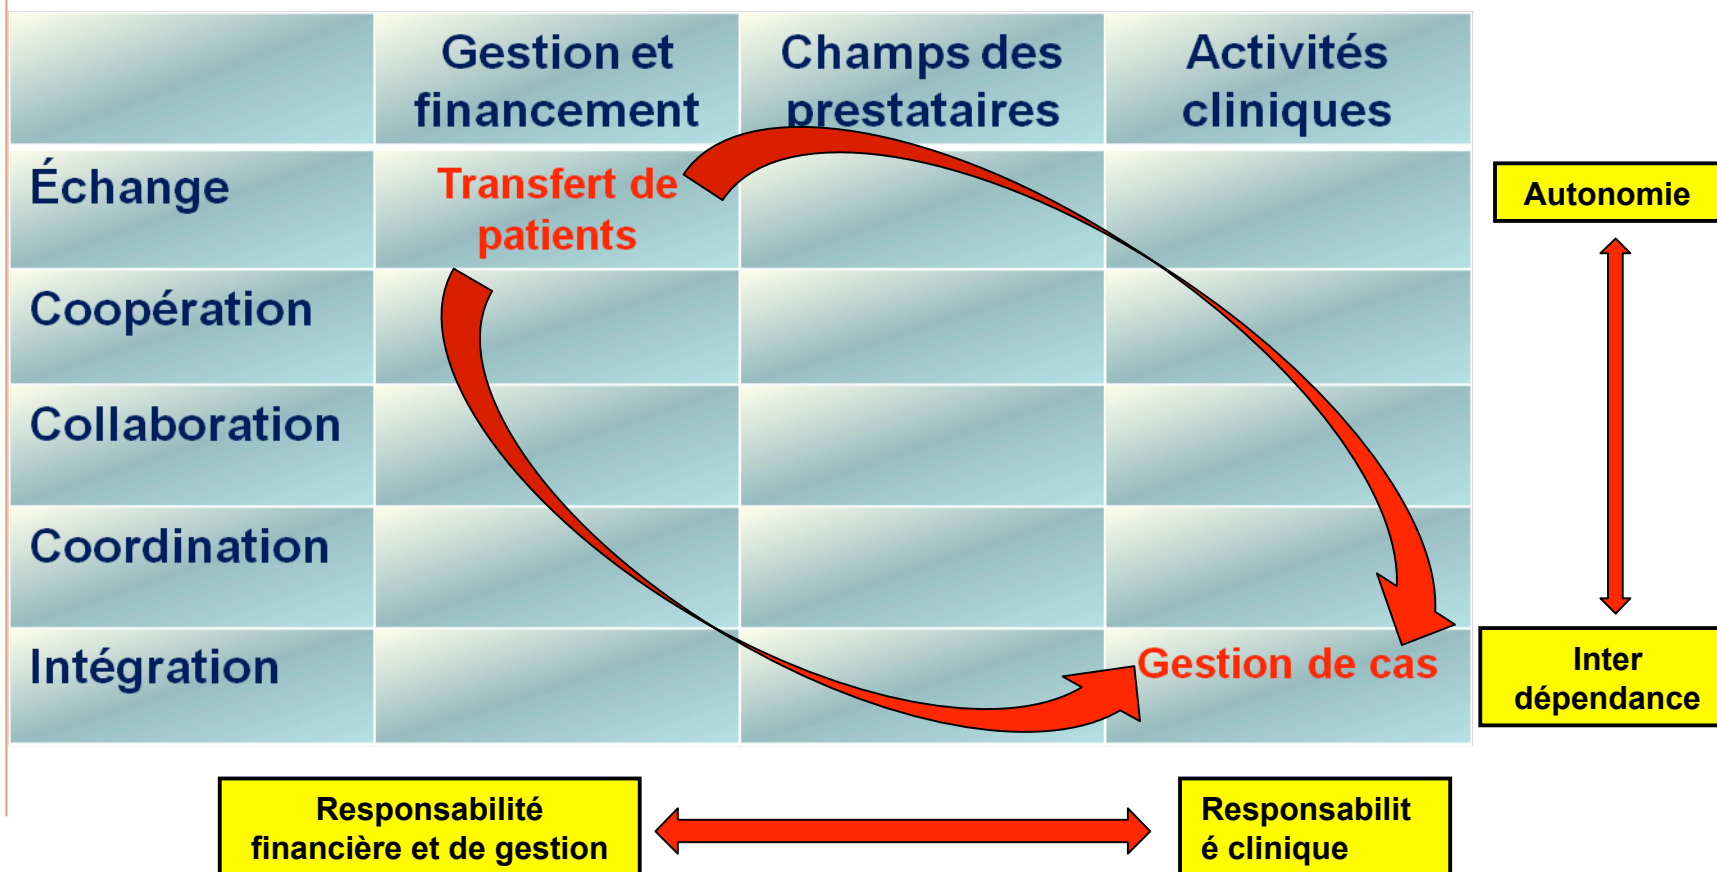 Gestion et
financement
Champs des
prestataires
Activités
cliniques
Échange
Transfert de
patients
Autonomie
Coopération
Collaboration
Coordination
Intégration
Gestion de cas
Inter
dépendance
Responsabilité
financière et de gestion
Responsabilit
é clinique